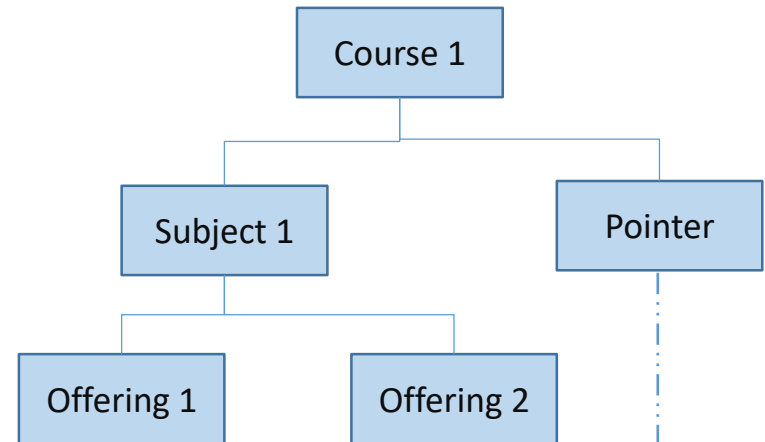 Course 1
Subject 1
Pointer
Offering 1
Offering 2